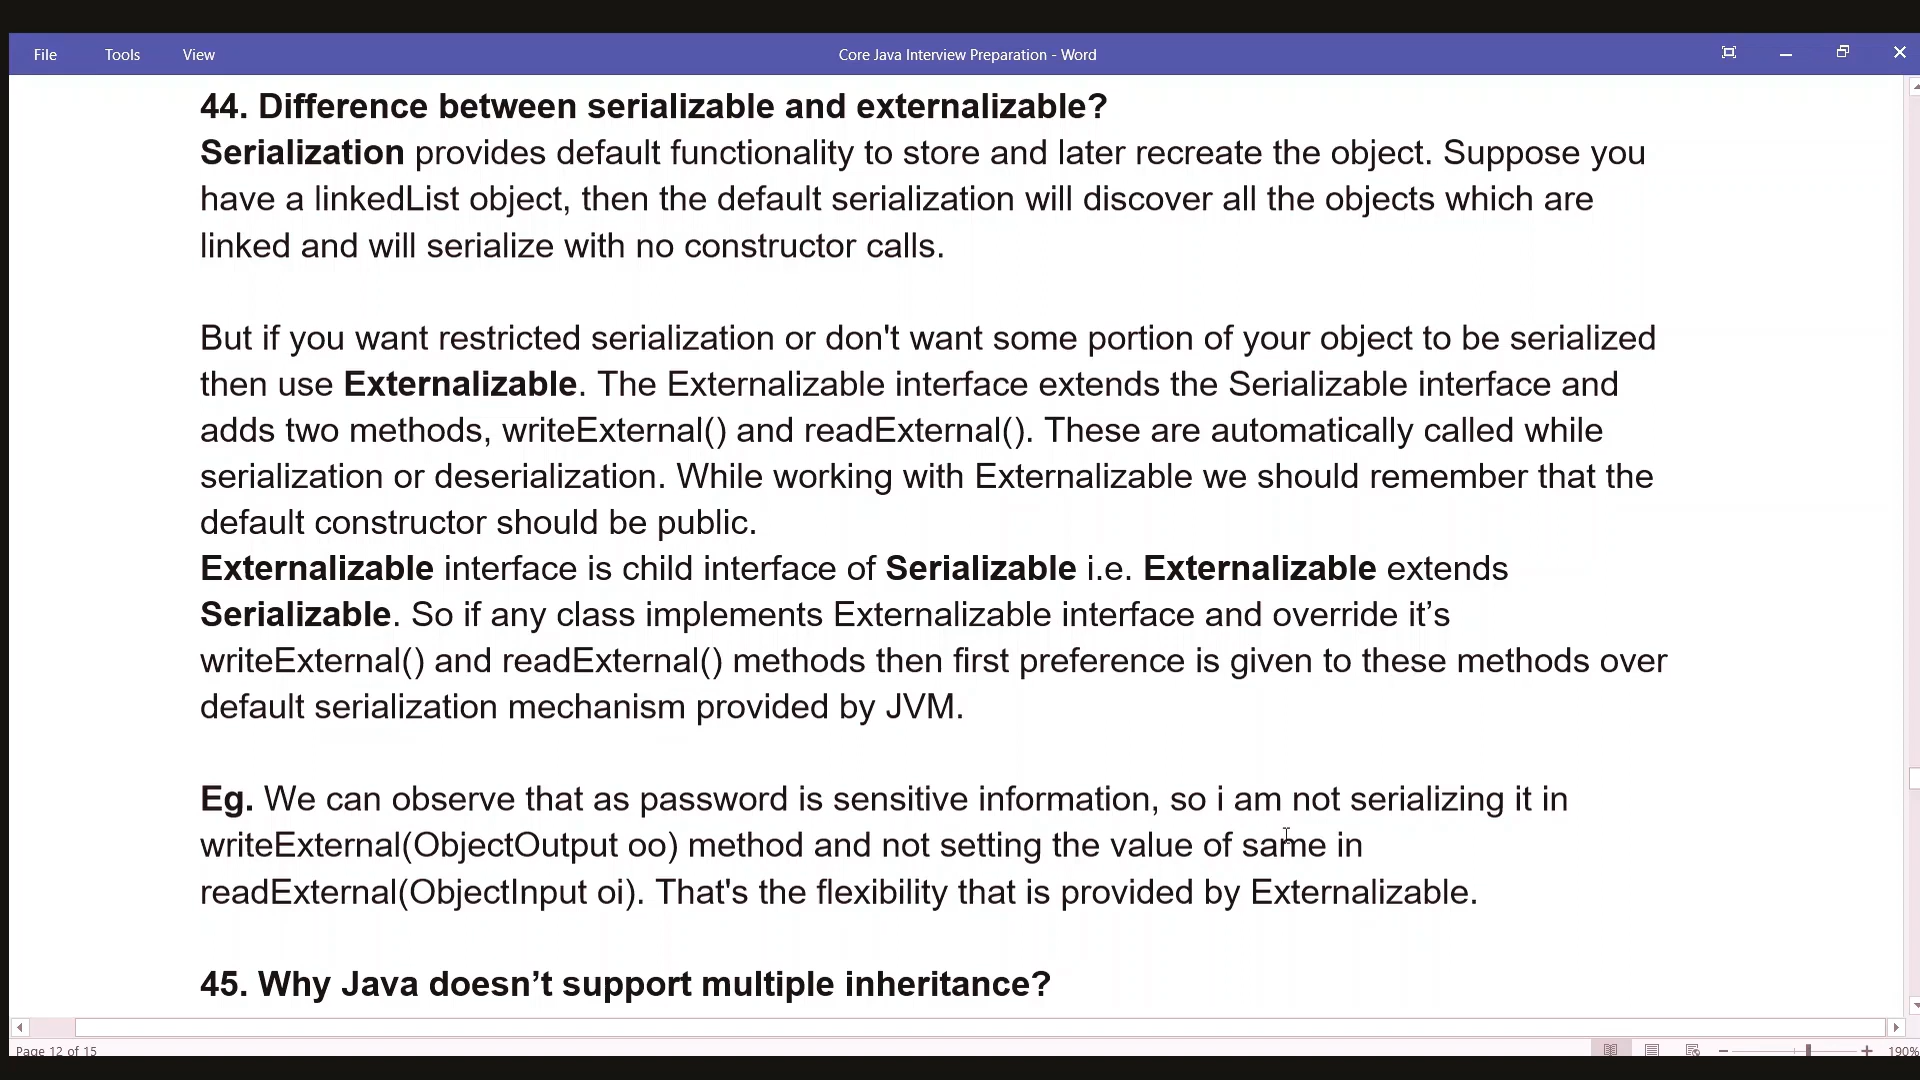 File Tools View Core Java Interview Preparation - Word
44. Difference between serializable and externalizable?
Serialization provides default functionality to store and later recreate the object. Suppose you
have a linkedList object, then the default serialization will discover all the objects which are
linked and will serialize with no constructor calls.
But if you want restricted serialization or don't want some portion of your object to be serialized
then use Externalizable. The Externalizable interface extends the Serializable interface and
adds two methods, writeExternal() and readExternal(). These are automatically called while
serialization or deserialization. While working with Externalizable we should remember that the
default constructor should be public.
Externalizable interface is child interface of Serializable i.e. Externalizable extends
Serializable. So if any class implements Externalizable interface and override it’s
writeExternal() and readExternal() methods then first preference is given to these methods over
default serialization mechanism provided by JVM.
Eg. We can observe that as password is sensitive information, so i am not serializing it in
writeExternal(ObjectOutput oo) method and not setting the value of same in
readExternal(ObjectInput oi). That's the flexibility that is provided by Externalizable.
45. Why Java doesn’t support multiple inheritance?
Page 12 of 15 190%